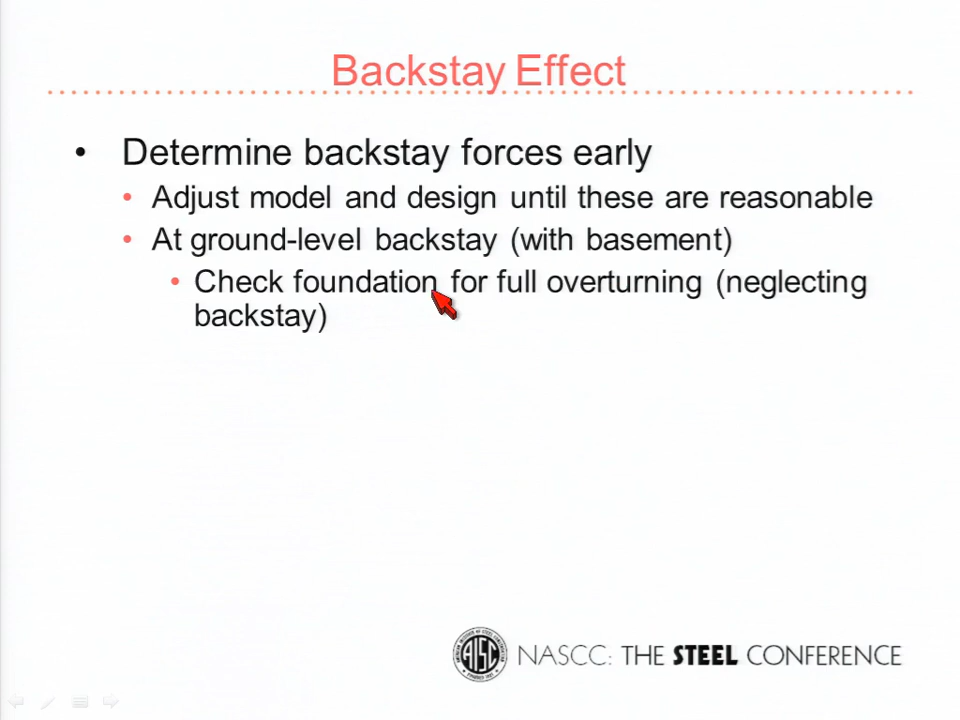 Backstay Effect
• Determine backstay forces early
• Adjust model and design until these are reasonable
• At ground-level backstay (with basement)
• Check foundation for full overturning (neglecting
backstay)
AISC
NASCC: THE STEEL CONFERENCE